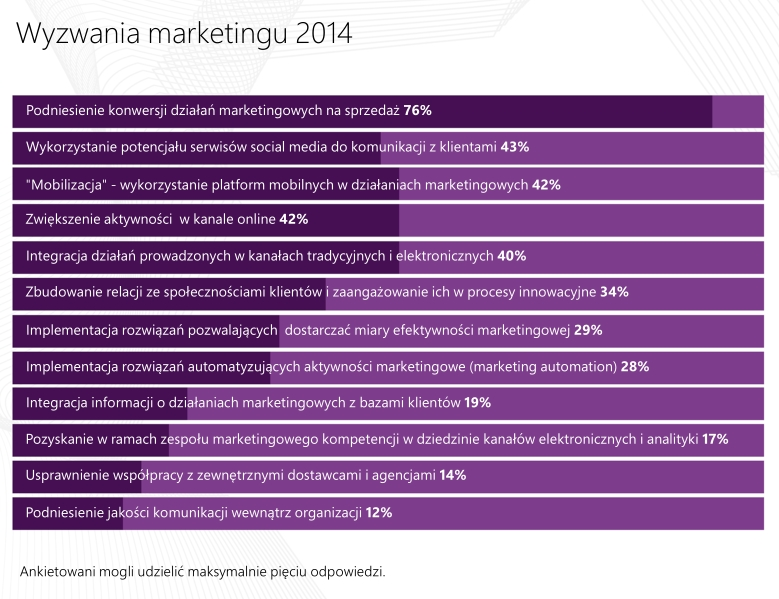 Wyzwania marketingu 2014
Podniesienie konwersji działań marketingowych na sprzedaż 76%
Wykorzystanie potencjału serwisów social media do komunikacji z klientami 43%
"Mobilizacja" - wykorzystanie platform mobilnych w działaniach marketingowych 42%
Zwiększenie aktywności w kanale online 42%
Integracja działań prowadzonych w kanałach tradycyjnych i elektronicznych 40%
Zbudowanie relacji ze społecznościami klientów i zaangażowanie ich w procesy innowacyjne 34%
Implementacja rozwiązań pozwalających dostarczać miary efektywności marketingowej 29%
Implementacja rozwiązań automatyzujących aktywności marketingowe (marketing automation) 28%
Integracja informacji o działaniach marketingowych z bazami klientów 19%
Pozyskanie w ramach zespołu marketingowego kompetencji w dziedzinie kanałów elektronicznych i analityki 17%
Usprawnienie współpracy z zewnętrznymi dostawcami i agencjami 14%
Podniesienie jakości komunikacji wewnątrz organizacji 12%
Ankietowani mogli udzielić maksymalnie pięciu odpowiedzi.